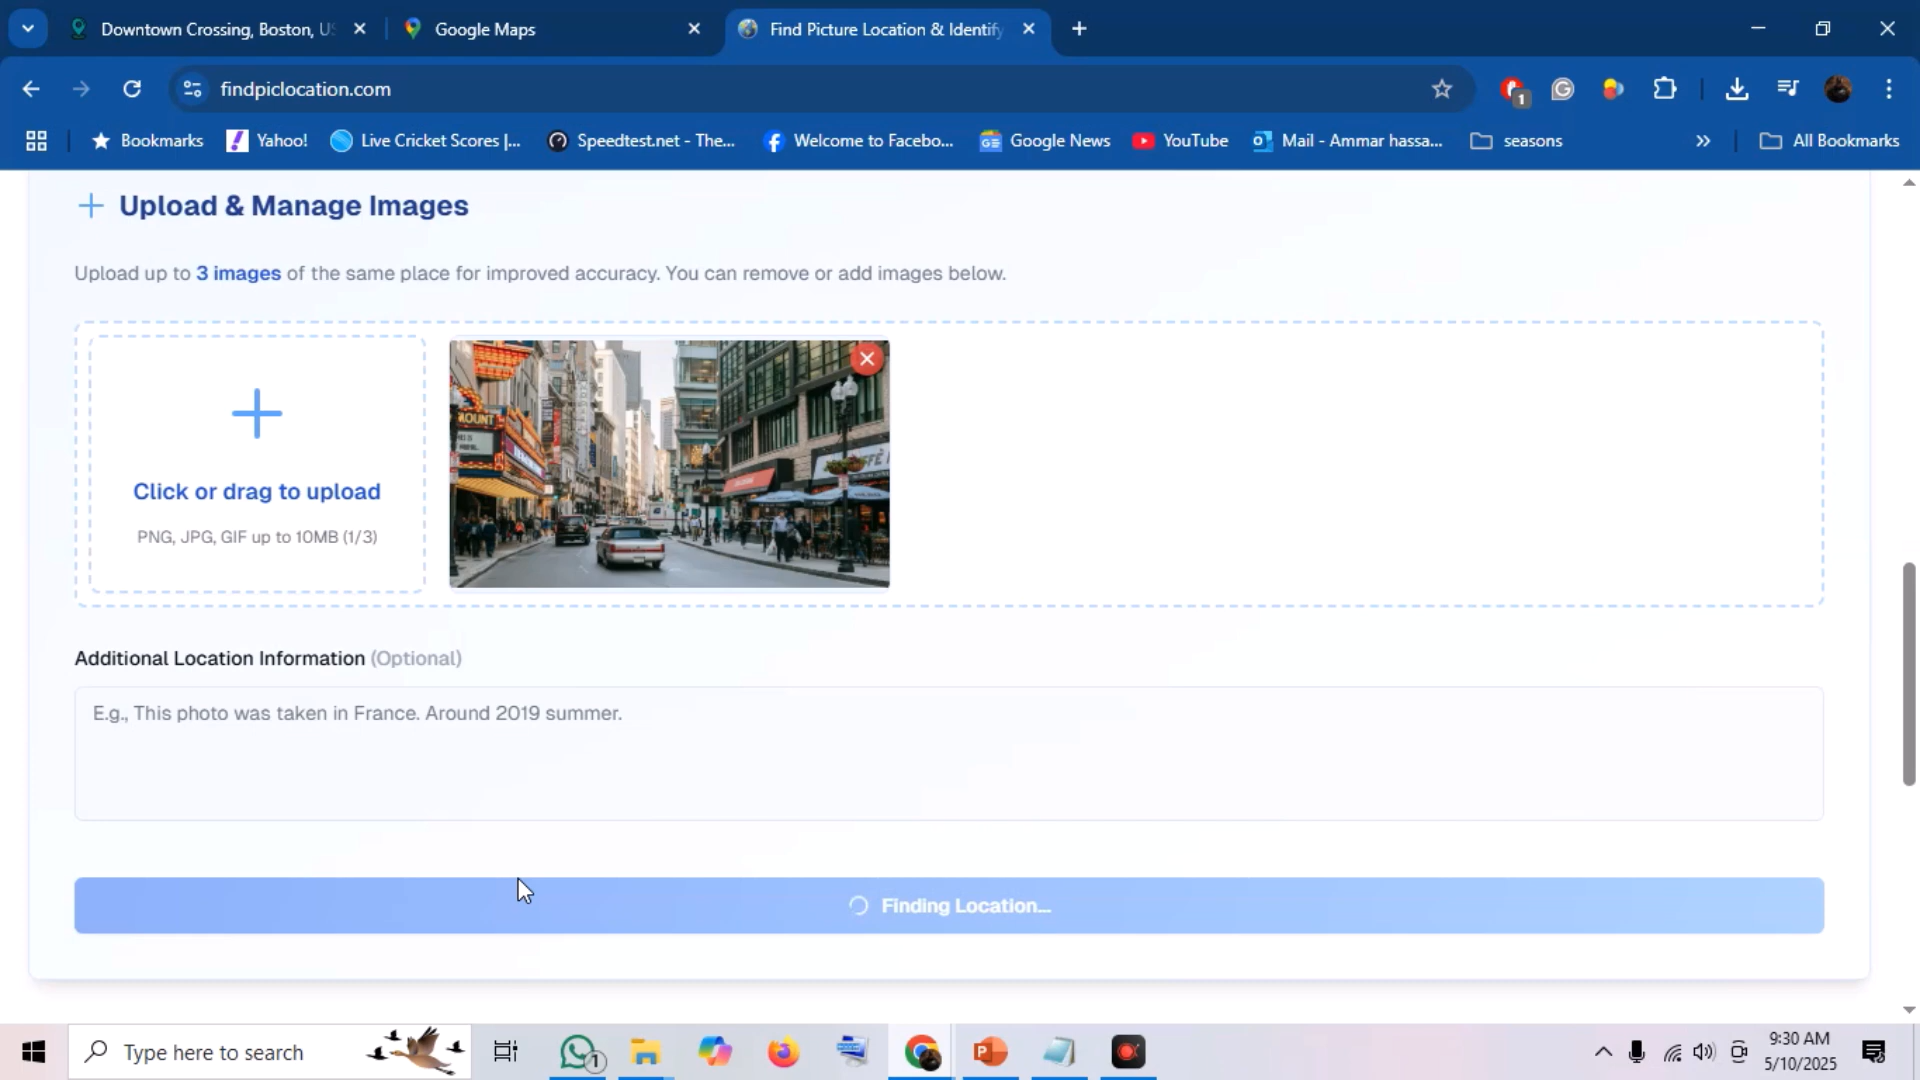 Downtown Crossing, Boston, U
Google Maps
Find Picture Location & Identify
findpiclocation.com
1
Bookmarks
Yahoo!
Live Cricket Scores |...
Speedtest.net - The...
Welcome to Facebo...
Google News
YouTube
Mail - Ammar hassa...
seasons
»
All Bookmarks
Upload & Manage Images
Upload up to 3 images of the same place for improved accuracy. You can remove or add images below.
MOUNT
Click or drag to upload
PNG, JPG, GIF up to 10MB (1/3)
Additional Location Information (Optional)
E.g., This photo was taken in France. Around 2019 summer.
Finding Location...
Type here to search
1
9:30 AM
5/10/2025